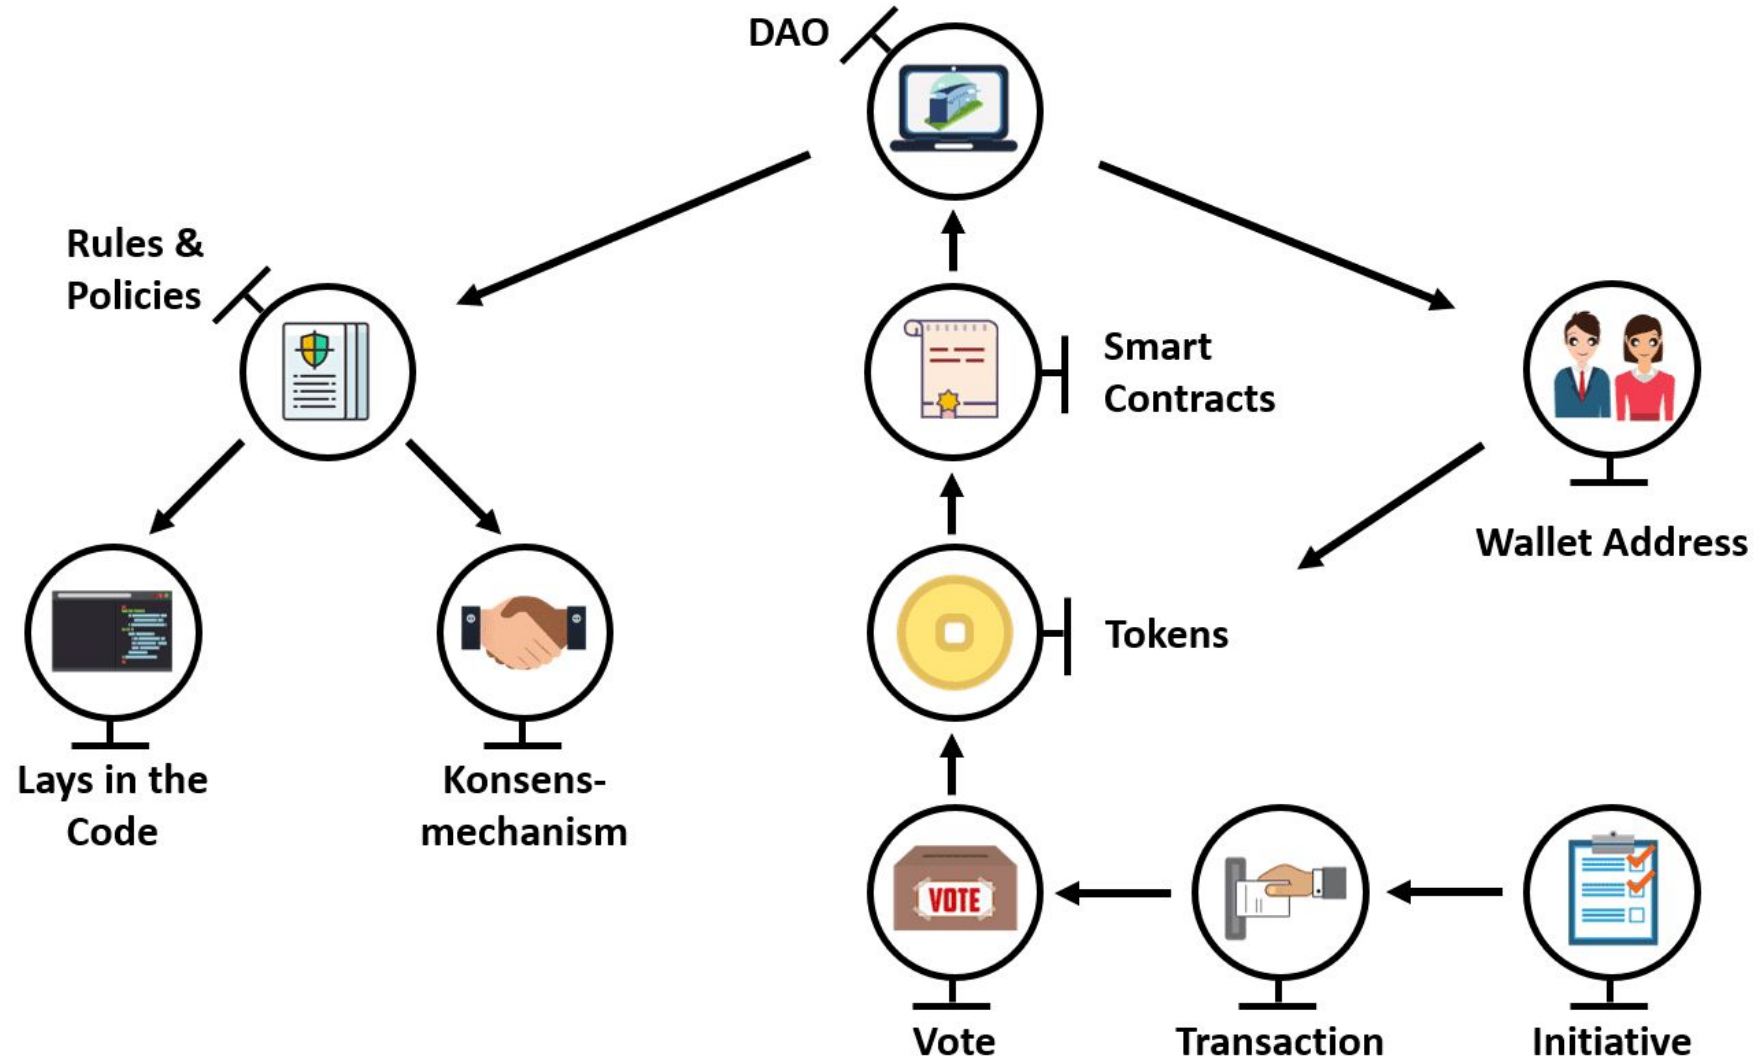 DAO
Rules &
Policies
Smart
Contracts
Wallet Address
Tokens
Lays in the
Code
Konsens-
mechanism
VOTE
Vote
Transaction
Initiative